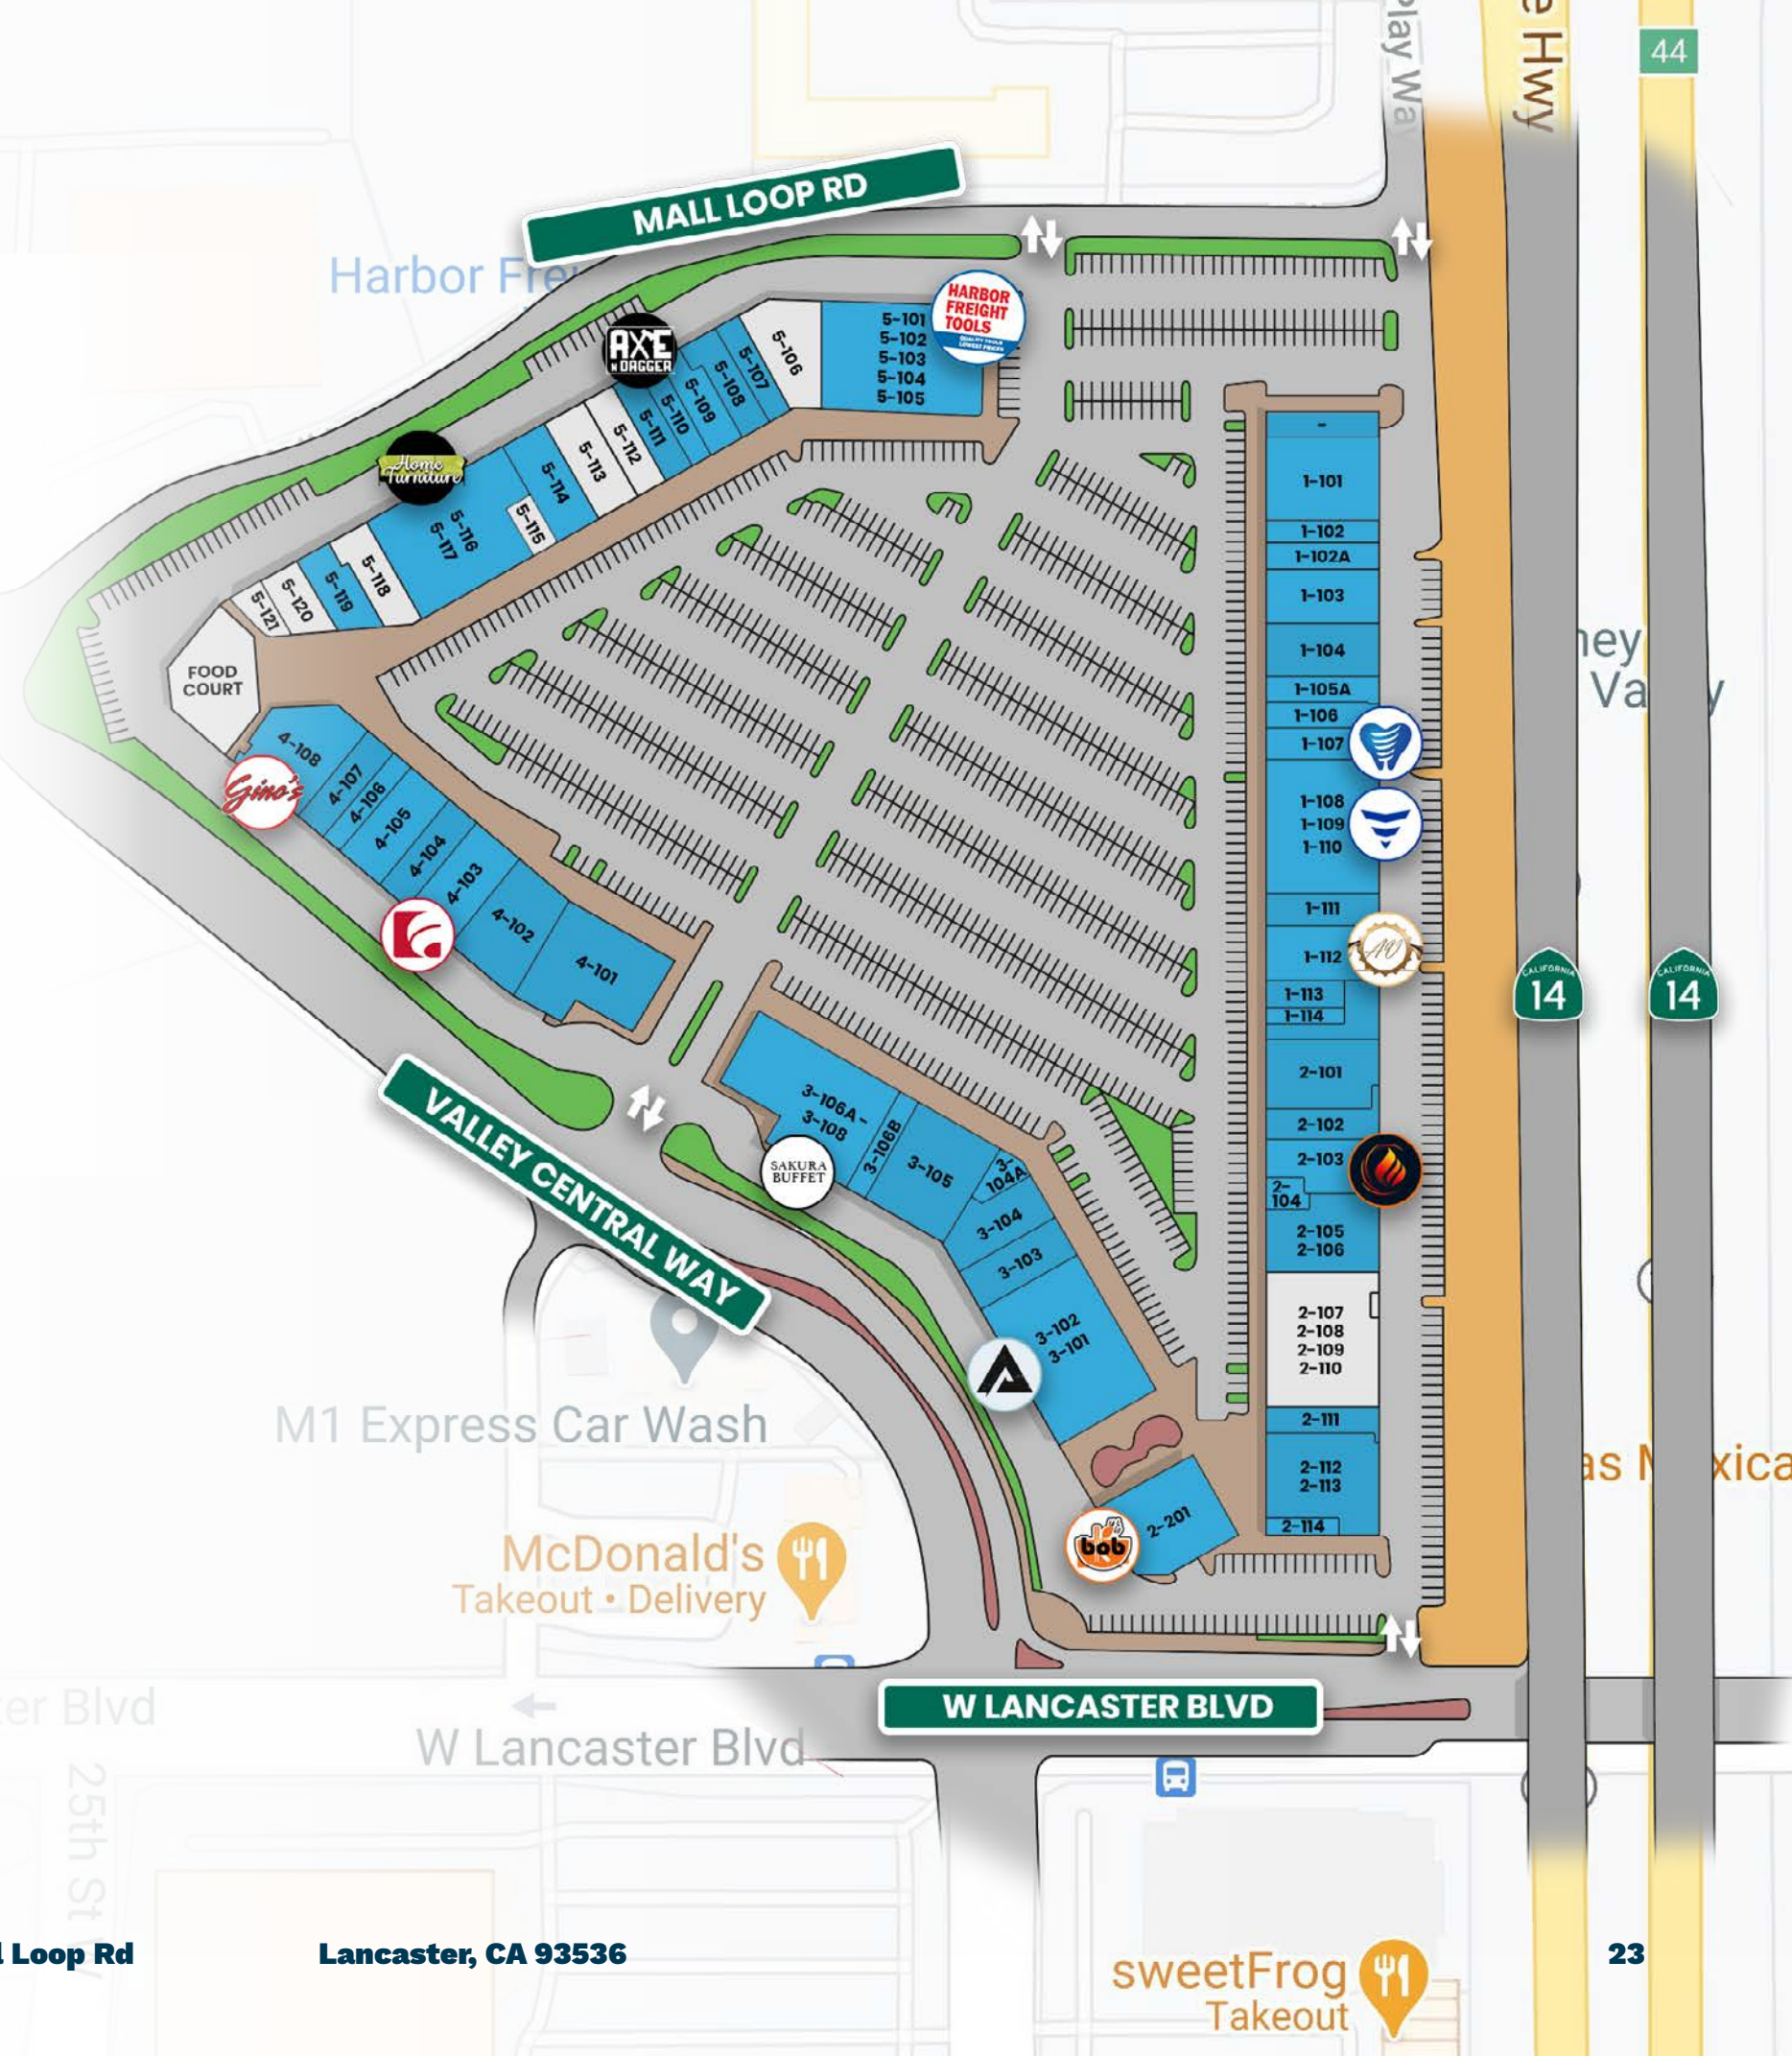 44
e Hwy
MALL LOOP RD
HARBOR
FREIGHT
TOOLS
QUALITY TOOLS
LOWEST PRICES
5-101
5-102
5-103
5-104
5-105
5-106
5-107
5-108
5-109
5-110
5-111
5-112
5-113
5-114
5-115
5-116
5-117
5-118
5-119
5-120
5-121
AXE
N DAGGER
Home
Furniture
FOOD
COURT
Gino's
4-108
4-107
4-106
4-105
4-104
4-103
4-102
4-101
-
1-101
1-102
1-102A
1-103
1-104
1-105A
1-106
1-107
1-108
1-109
1-110
1-111
1-112
1-113
1-114
2-101
2-102
2-103
2-
104
2-105
2-106
2-107
2-108
2-109
2-110
2-111
2-112
2-113
2-114
CALIFORNIA
14
CALIFORNIA
14
3-106A -
3-108
3-106B
3-105
3-
104A
3-104
3-103
3-102
3-101
SAKURA
BUFFET
bob
2-201
VALLEY CENTRAL WAY
M1 Express Car Wash
McDonald's
Takeout • Delivery
W LANCASTER BLVD
er Blvd
W Lancaster Blvd
25th St
Loop Rd
Lancaster, CA 93536
23
sweetFrog
Takeout